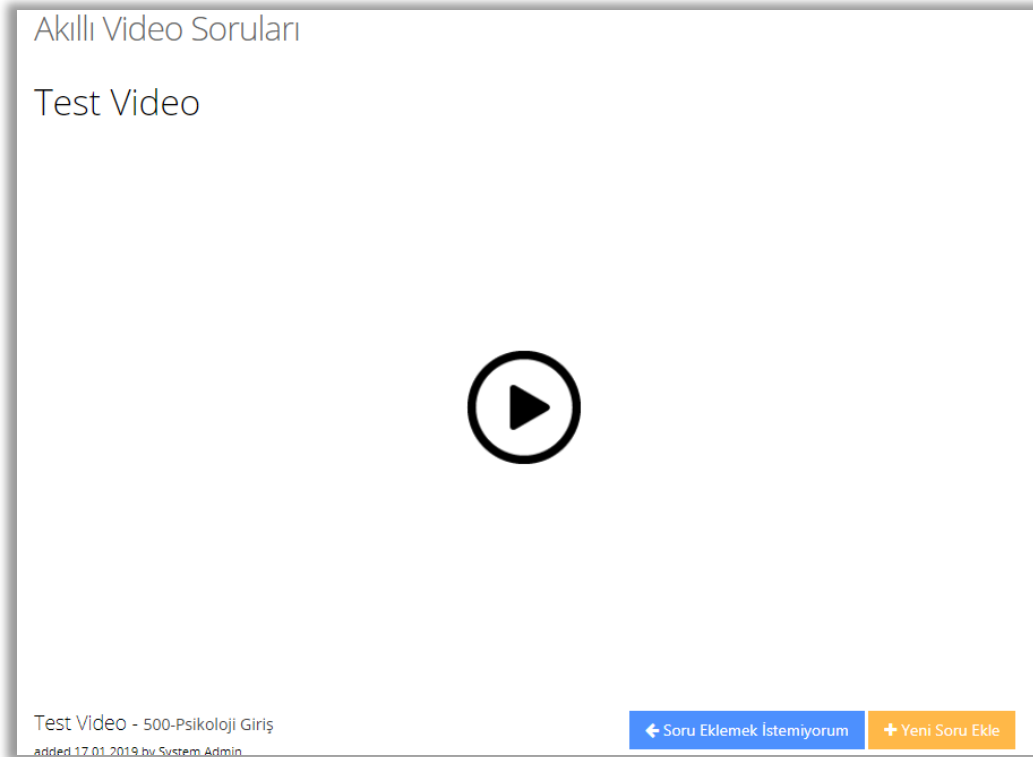 Akıllı Video Soruları
Test Video
Test Video - 500-Psikoloji Giriş
Soru Eklemek İstemiyorum
Yeni Soru Ekle
added 17.01.2019 by System Admin